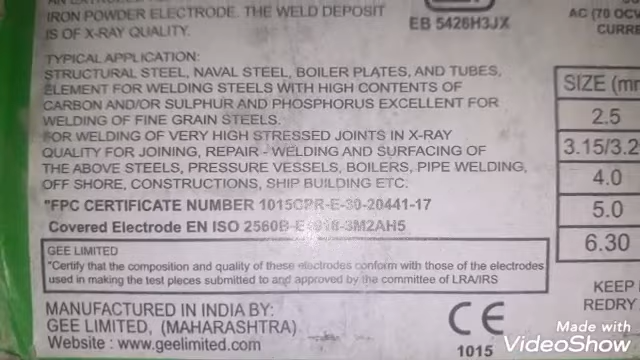 IRON POWDER ELECTRODE. THE WELD DEPOSIT
IS OF X-RAY QUALITY.
EB 5426H3JX
AC (70 OCV
CURRE
TYPICAL APPLICATION:
STRUCTURAL STEEL, NAVAL STEEL, BOILER PLATES, AND TUBES,
ELEMENT FOR WELDING STEELS WITH HIGH CONTENTS OF
CARBON AND/OR SULPHUR AND PHOSPHORUS EXCELLENT FOR
WELDING OF FINE GRAIN STEELS.
FOR WELDING OF VERY HIGH STRESSED JOINTS IN X-RAY
QUALITY FOR JOINING, REPAIR - WELDING AND SURFACING OF
THE ABOVE STEELS, PRESSURE VESSELS, BOILERS, PIPE WELDING,
OFF SHORE, CONSTRUCTIONS, SHIP BUILDING ETC.
"FPC CERTIFICATE NUMBER 1015CPR-E-30-20441-17
Covered Electrode EN ISO 2560B-E-4918-3M2AH5
GEE LIMITED
"Certify that the composition and quality of these electrodes conform with those of the electrodes
used in making the test pieces submitted to and approved by the committee of LRA/IRS
MANUFACTURED IN INDIA BY:
GEE LIMITED, (MAHARASHTRA)
Website : www.geelimited.com
CE
1015
SIZE (mm
2.5
3.15/3.2
4.0
5.0
6.30
KEEP
REDRY
Made with
VideoShow